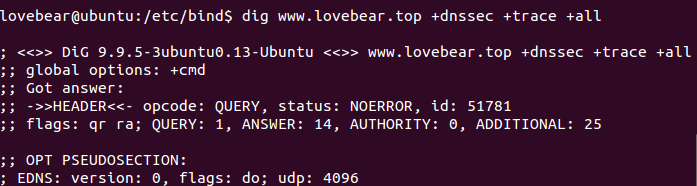 lovebear@ubuntu:/etc/bind$ dig www.lovebear.top +dnssec +trace +all
; <<>> DiG 9.9.5-3ubuntu0.13-Ubuntu <<>> www.lovebear.top +dnssec +trace +all
;; global options: +cmd
;; Got answer:
;; ->>HEADER<<- opcode: QUERY, status: NOERROR, id: 51781
;; flags: qr ra; QUERY: 1, ANSWER: 14, AUTHORITY: 0, ADDITIONAL: 25
;; OPT PSEUDOSECTION:
; EDNS: version: 0, flags: do; udp: 4096